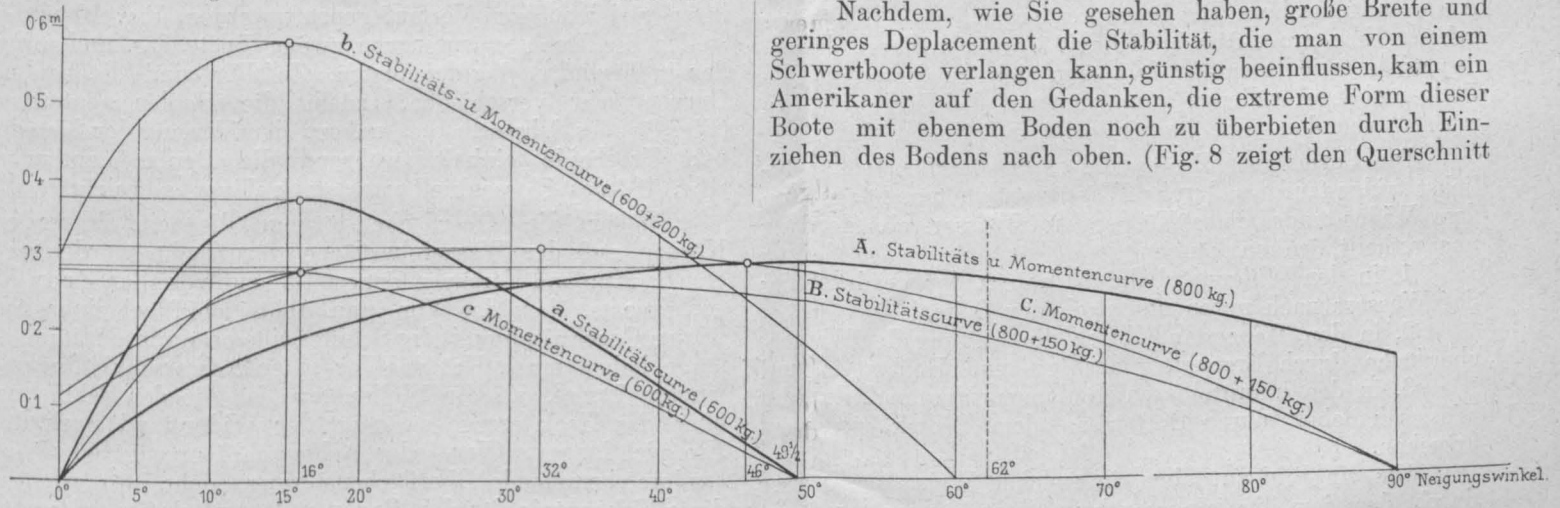 Nachdem, wie Sie gesehen haben, große Breite und
geringes Deplacement die Stabilität, die man von einem
Schwertboote verlangen kann, günstig beeinflussen, kam ein
Amerikaner auf den Gedanken, die extreme Form dieser
Boote mit ebenem Boden noch zu überbieten durch Ein-
ziehen des Bodens nach oben. (Fig. 8 zeigt den Querschnitt
0·6 m
0·5
0·4
0·3
0·2
0·1
b. Stabilitäts- u. Momentencurve (600+200 kg.)
a. Stabilitätscurve (600 kg.)
c Momentencurve (600 kg.)
A. Stabilitäts u. Momentencurve (800 kg.)
B. Stabilitätscurve (800+150 kg.)
C. Momentencurve (800 + 150 kg.)
16° 32° 46° 49½ 62°
0° 5° 10° 15° 20° 30° 40° 50° 60° 70° 80° 90° Neigungswinkel.